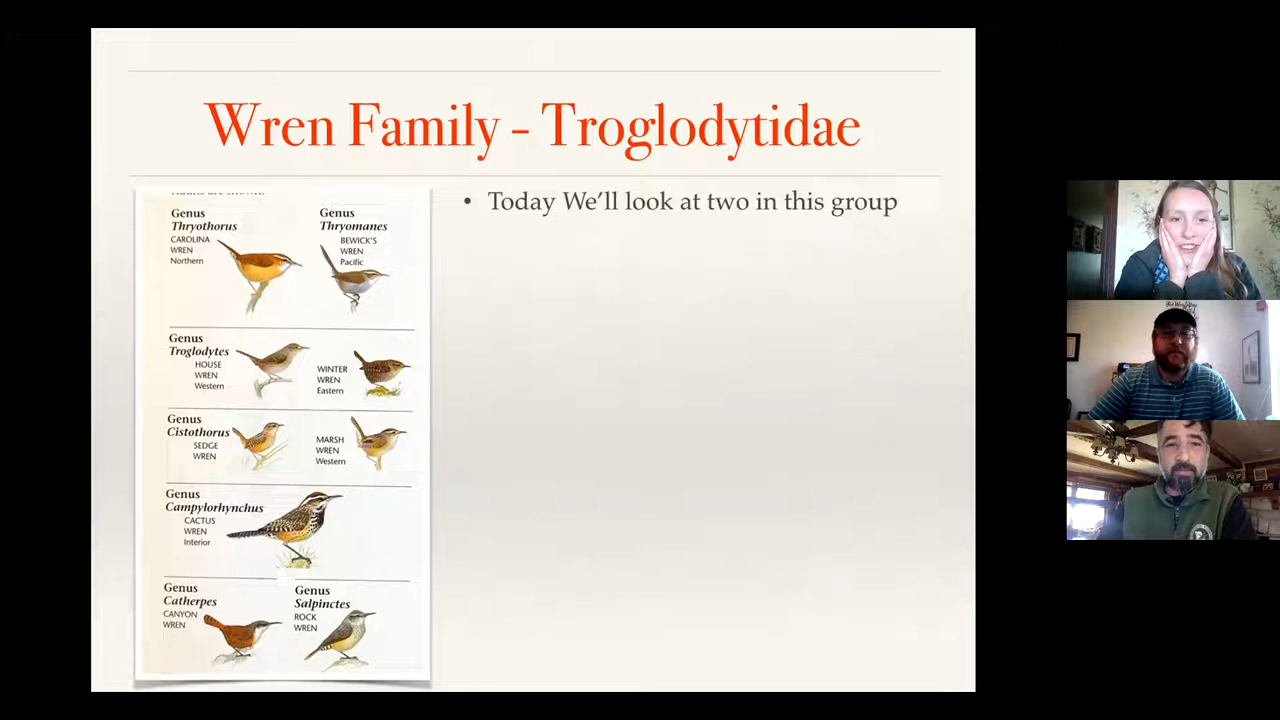 Wren Family - Troglodytidae
• Today We'll look at two in this group
Genus
Thryothorus
CAROLINA
WREN
Northern
Genus
Thryomanes
BEWICK'S
WREN
Pacific
Genus
Troglodytes
HOUSE
WREN
Western
WINTER
WREN
Eastern
Genus
Cistothorus
SEDGE
WREN
MARSH
WREN
Western
Genus
Campylorhynchus
CACTUS
WREN
Interior
Genus
Catherpes
CANYON
WREN
Genus
Salpinctes
ROCK
WREN